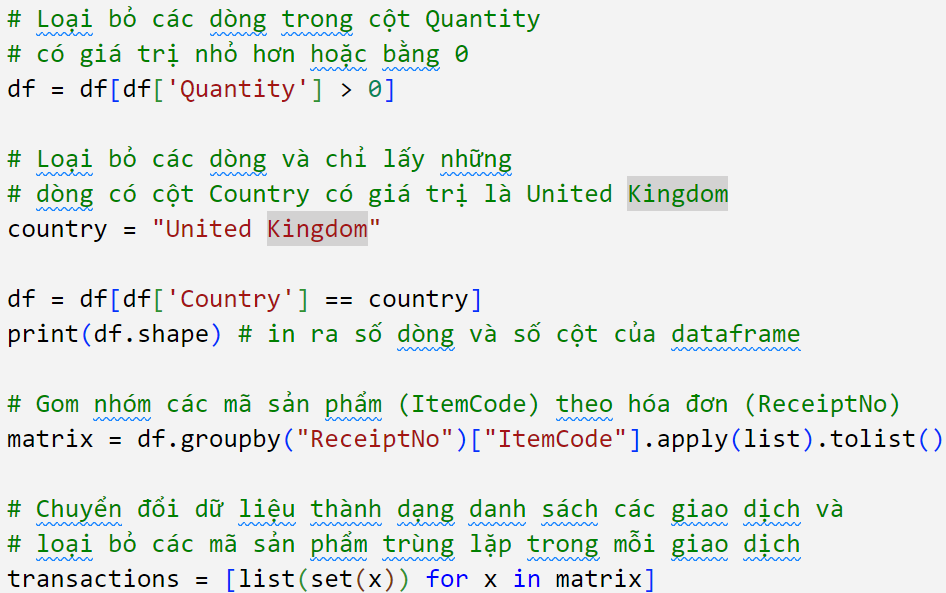 # Loại bỏ các dòng trong cột Quantity
# có giá trị nhỏ hơn hoặc bằng 0
df = df[df['Quantity'] > 0]
# Loại bỏ các dòng và chỉ lấy những
# dòng có cột Country có giá trị là United Kingdom
country = "United Kingdom"
df = df[df['Country'] == country]
print(df.shape) # in ra số dòng và số cột của dataframe
# Gom nhóm các mã sản phẩm (ItemCode) theo hóa đơn (ReceiptNo)
matrix = df.groupby("ReceiptNo")["ItemCode"].apply(list).tolist()
# Chuyển đổi dữ liệu thành dạng danh sách các giao dịch và
# loại bỏ các mã sản phẩm trùng lặp trong mỗi giao dịch
transactions = [list(set(x)) for x in matrix]